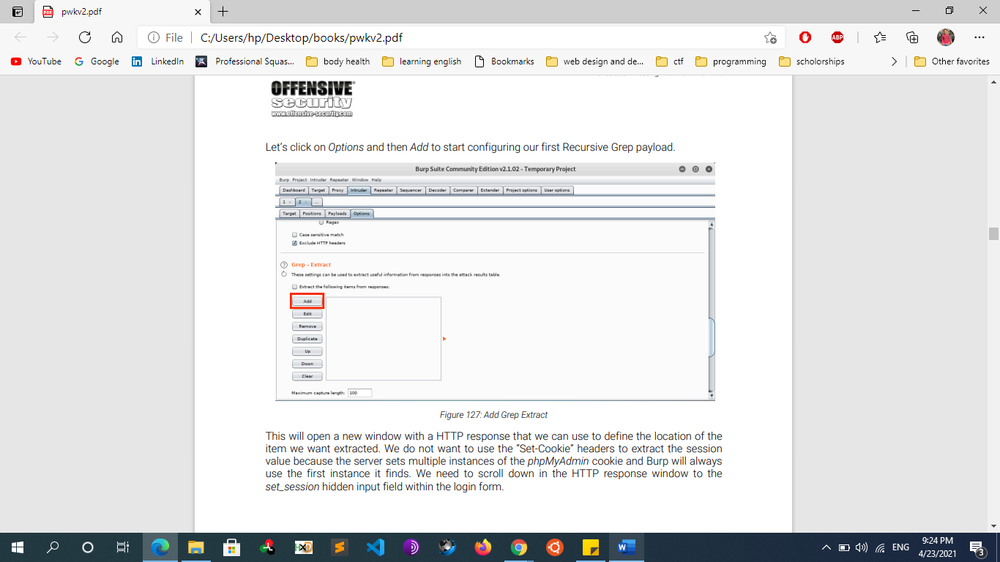 pwkv2.pdf
File
C:/Users/hp/Desktop/books/pwkv2.pdf
ABP
YouTube Google LinkedIn Professional Squas... body health learning english Bookmarks web design and de... ctf programming scholorships Other favorites
OFFENSIVE
security
www.offensive-security.com
Let's click on Options and then Add to start configuring our first Recursive Grep payload.
Burp Suite Community Edition v2.1.02 - Temporary Project
Burp Project Intruder Repeater Window Help
Dashboard Target Proxy Intruder Repeater Sequencer Decoder Comparer Extender Project options User options
1 × 2 × ...
Target Positions Payloads Options
Regex
Case sensitive match
Exclude HTTP headers
? Grep - Extract
These settings can be used to extract useful information from responses into the attack results table.
Extract the following items from responses:
Add
Edit
Remove
Duplicate
Up
Down
Clear
Maximum capture length: 100
Figure 127: Add Grep Extract
This will open a new window with a HTTP response that we can use to define the location of the
item we want extracted. We do not want to use the “Set-Cookie” headers to extract the session
value because the server sets multiple instances of the phpMyAdmin cookie and Burp will always
use the first instance it finds. We need to scroll down in the HTTP response window to the
set_session hidden input field within the login form.
ENG
9:24 PM
4/23/2021
3